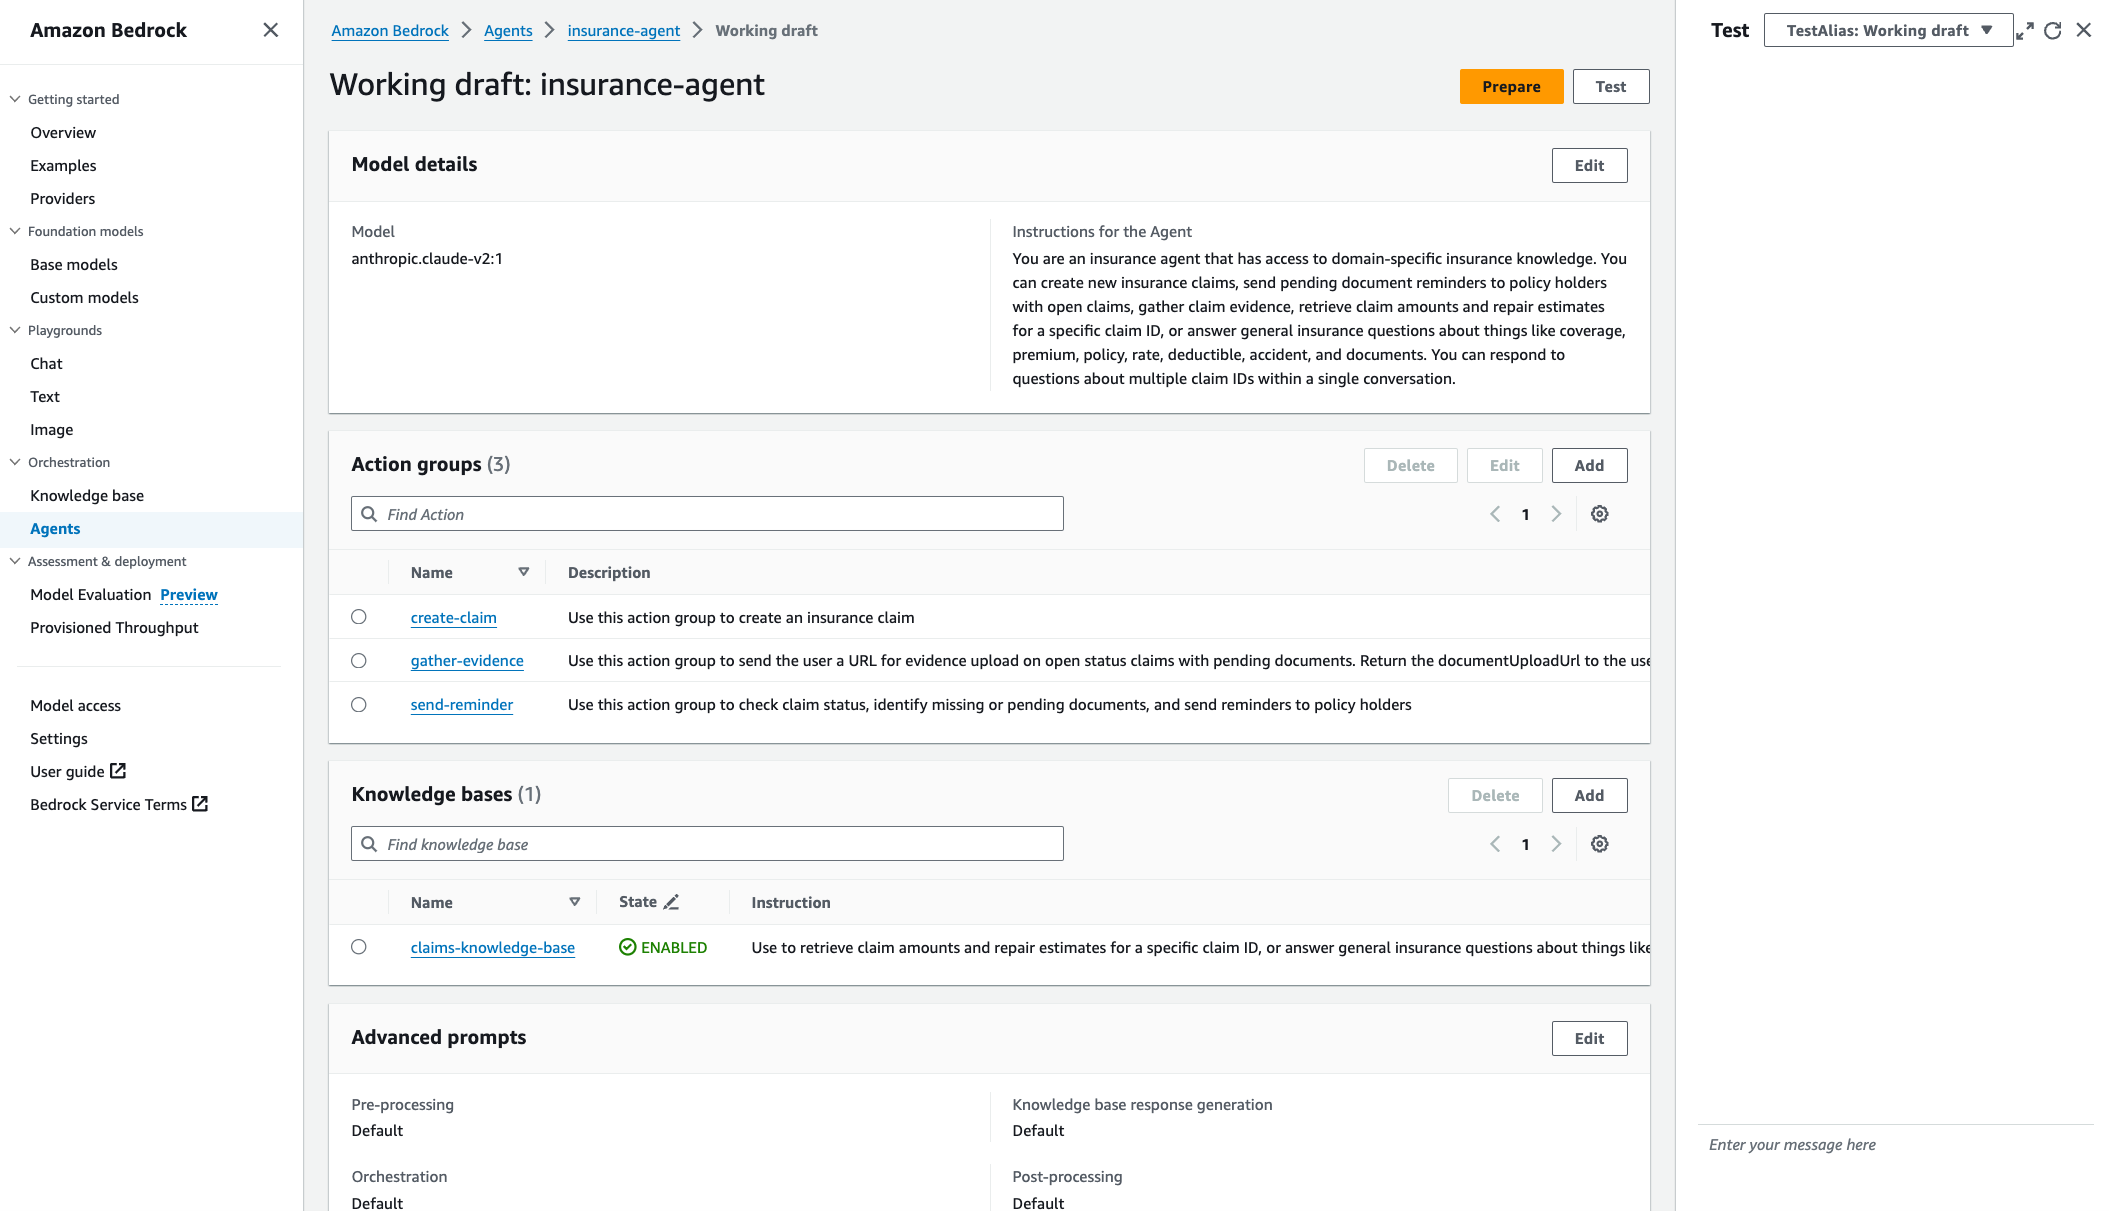 Amazon Bedrock
Getting started
Overview
Examples
Providers
Foundation models
Base models
Custom models
Playgrounds
Chat
Text
Image
Orchestration
Knowledge base
Agents
Assessment & deployment
Model Evaluation Preview
Provisioned Throughput
Model access
Settings
User guide
Bedrock Service Terms
Amazon Bedrock Agents insurance-agent Working draft
Working draft: insurance-agent
Prepare Test
Model details
Edit
Model
anthropic.claude-v2:1
Instructions for the Agent
You are an insurance agent that has access to domain-specific insurance knowledge. You
can create new insurance claims, send pending document reminders to policy holders
with open claims, gather claim evidence, retrieve claim amounts and repair estimates
for a specific claim ID, or answer general insurance questions about things like coverage,
premium, policy, rate, deductible, accident, and documents. You can respond to
questions about multiple claim IDs within a single conversation.
Action groups (3)
Delete Edit Add
Find Action
1
Name Description
create-claim Use this action group to create an insurance claim
gather-evidence Use this action group to send the user a URL for evidence upload on open status claims with pending documents. Return the documentUploadUrl to the use
send-reminder Use this action group to check claim status, identify missing or pending documents, and send reminders to policy holders
Knowledge bases (1)
Delete Add
Find knowledge base
1
Name State Instruction
claims-knowledge-base ENABLED Use to retrieve claim amounts and repair estimates for a specific claim ID, or answer general insurance questions about things like
Advanced prompts
Edit
Pre-processing
Default
Knowledge base response generation
Default
Orchestration
Default
Post-processing
Default
Test TestAlias: Working draft
Enter your message here